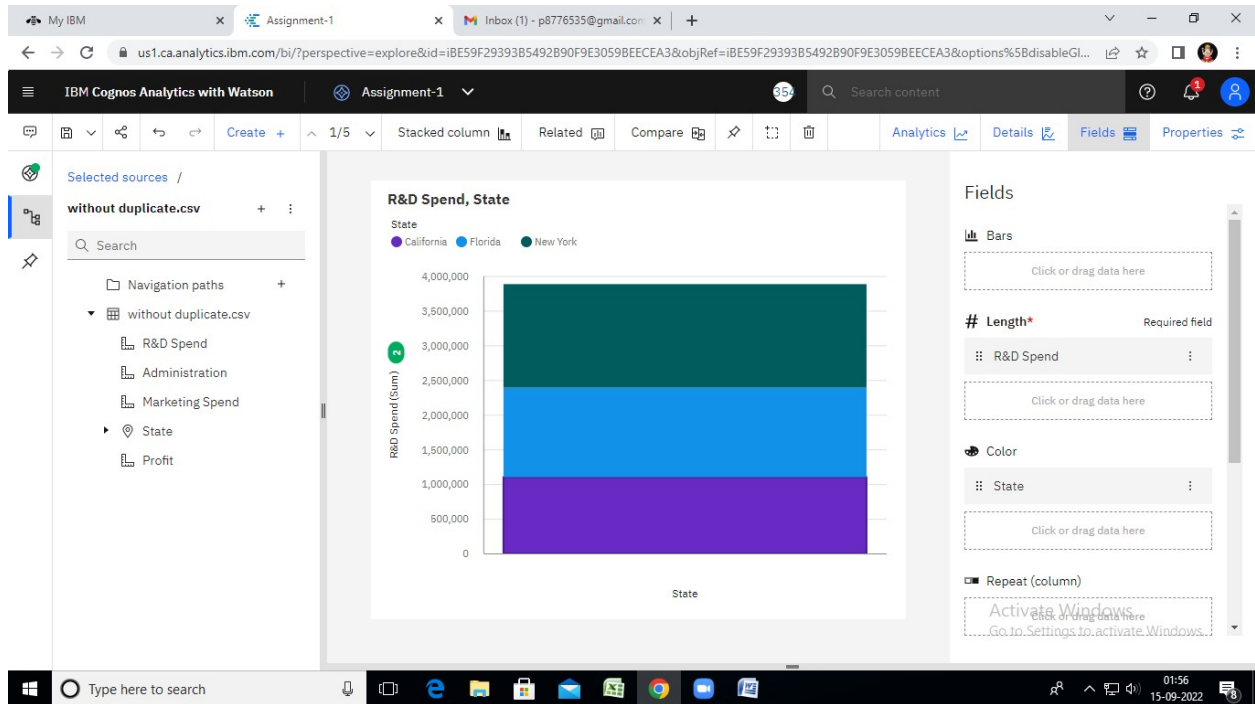 My IBM
Assignment-1
Inbox (1) - p8776535@gmail.com
us1.ca.analytics.ibm.com/bi/?perspective=explore&id=iBE59F29393B5492B90F9E3059BEECEA3&objRef=iBE59F29393B5492B90F9E3059BEECEA3&options%5BdisableGl...
IBM Cognos Analytics with Watson
Assignment-1
354
Search content
1
Create +
1/5
Stacked column
Related
Compare
Analytics
Details
Fields
Properties
Selected sources /
without duplicate.csv
Search
Navigation paths
without duplicate.csv
R&D Spend
Administration
Marketing Spend
State
Profit
R&D Spend, State
State
California
Florida
New York
4,000,000
3,500,000
3,000,000
2,500,000
2,000,000
1,500,000
1,000,000
500,000
0
R&D Spend (Sum)
2
State
Fields
Bars
Click or drag data here
# Length*
Required field
R&D Spend
Click or drag data here
Color
State
Click or drag data here
Repeat (column)
Click or drag data here
Activate Windows
Go to Settings to activate Windows.
Type here to search
01:56
15-09-2022
8